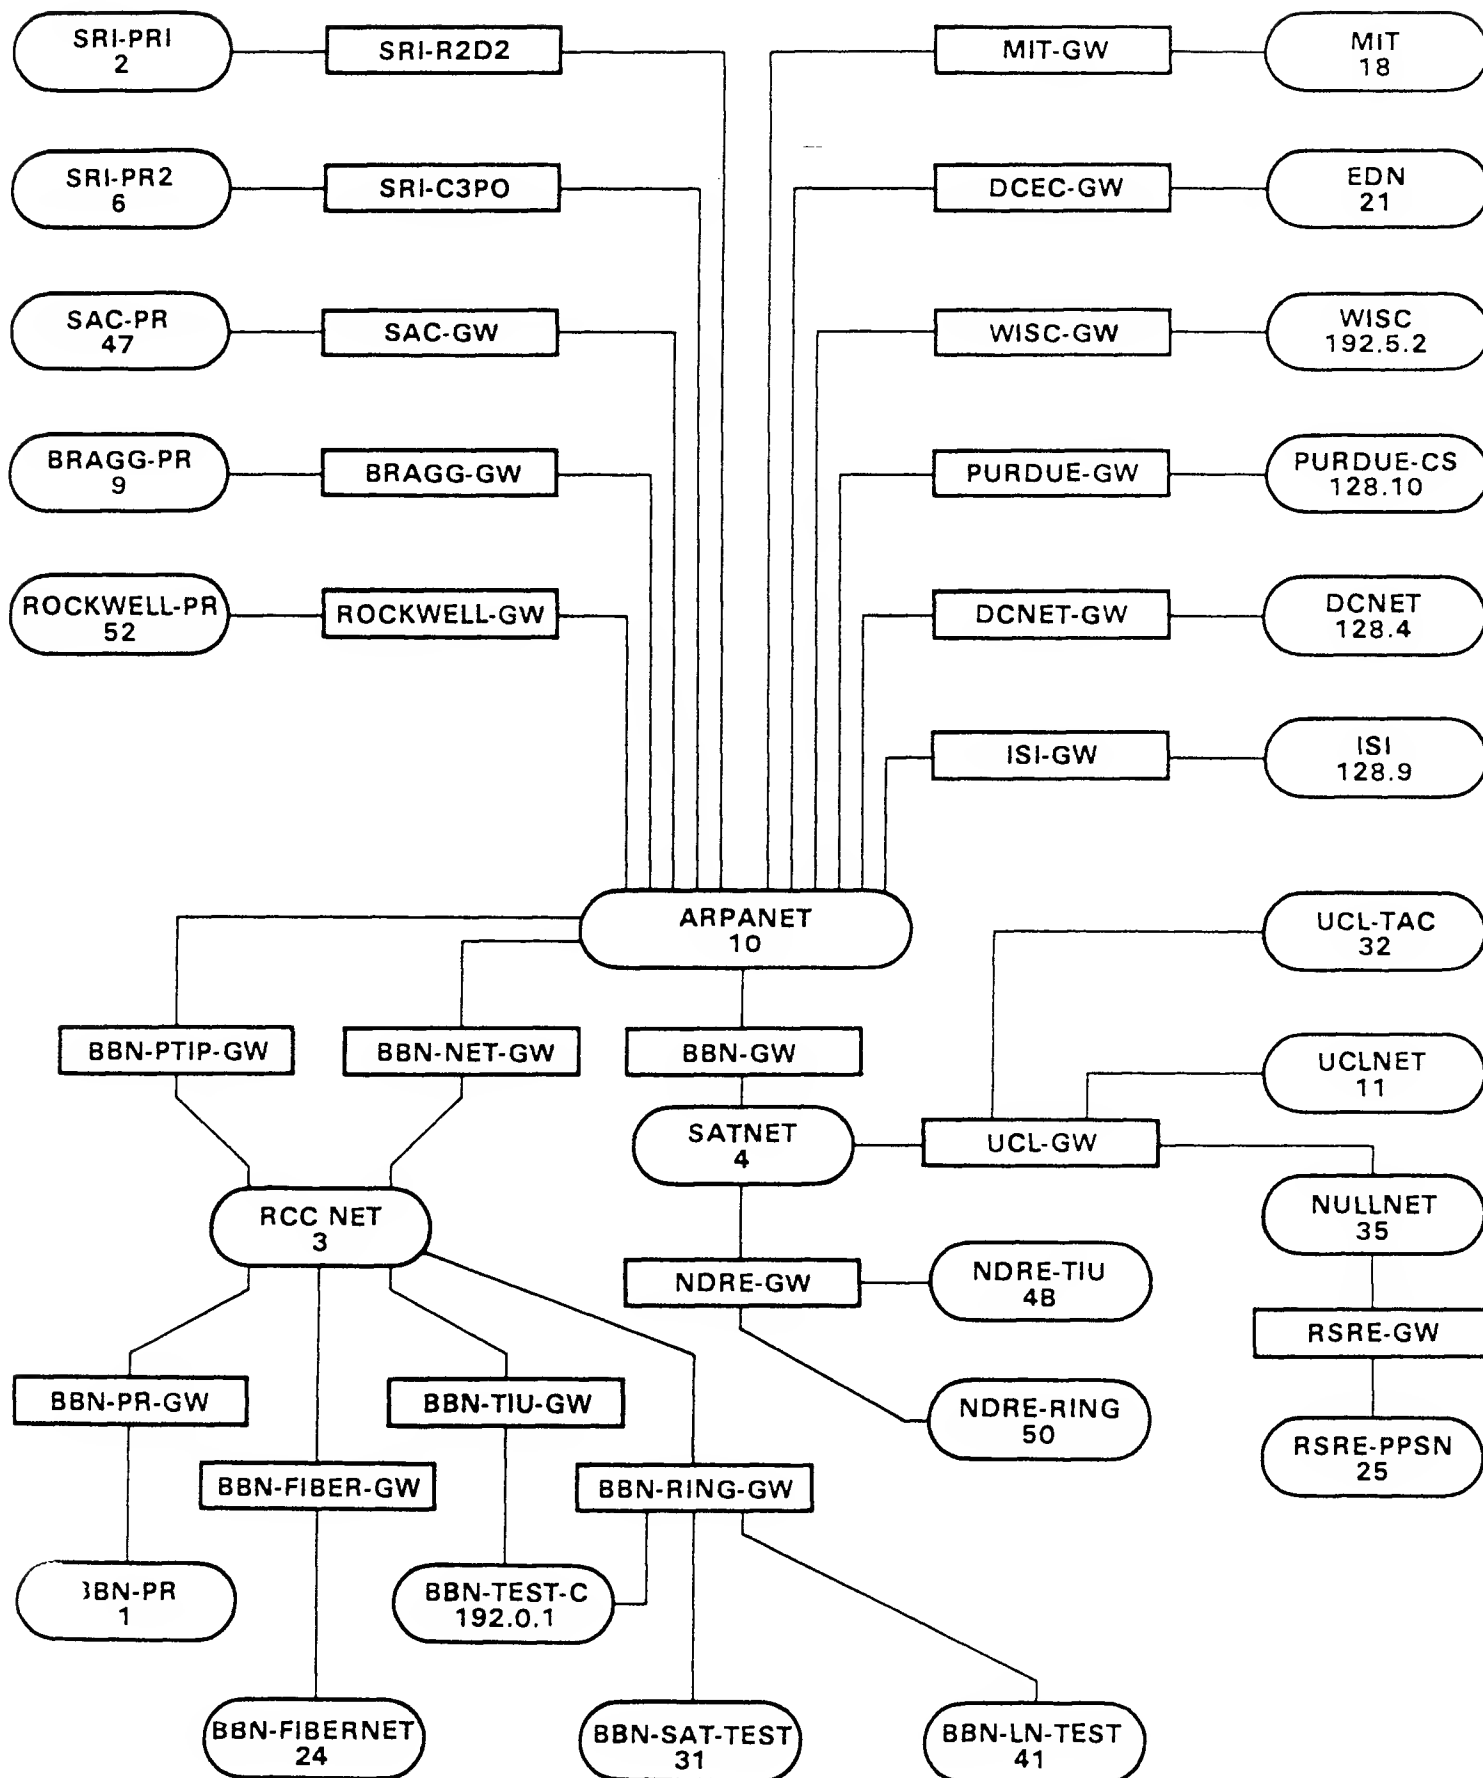 SRI-PR1
2
SRI-R2D2
MIT-GW
MIT
18
SRI-PR2
6
SRI-C3PO
DCEC-GW
EDN
21
SAC-PR
47
SAC-GW
WISC-GW
WISC
192.5.2
BRAGG-PR
9
BRAGG-GW
PURDUE-GW
PURDUE-CS
128.10
ROCKWELL-PR
52
ROCKWELL-GW
DCNET-GW
DCNET
128.4
ISI-GW
ISI
128.9
ARPANET
10
UCL-TAC
32
BBN-PTIP-GW
BBN-NET-GW
BBN-GW
UCLNET
11
SATNET
4
UCL-GW
RCC NET
3
NULLNET
35
NDRE-GW
NDRE-TIU
48
RSRE-GW
BBN-PR-GW
BBN-TIU-GW
NDRE-RING
50
RSRE-PPSN
25
BBN-FIBER-GW
BBN-RING-GW
BBN-PR
1
BBN-TEST-C
192.0.1
BBN-FIBERNET
24
BBN-SAT-TEST
31
BBN-LN-TEST
41